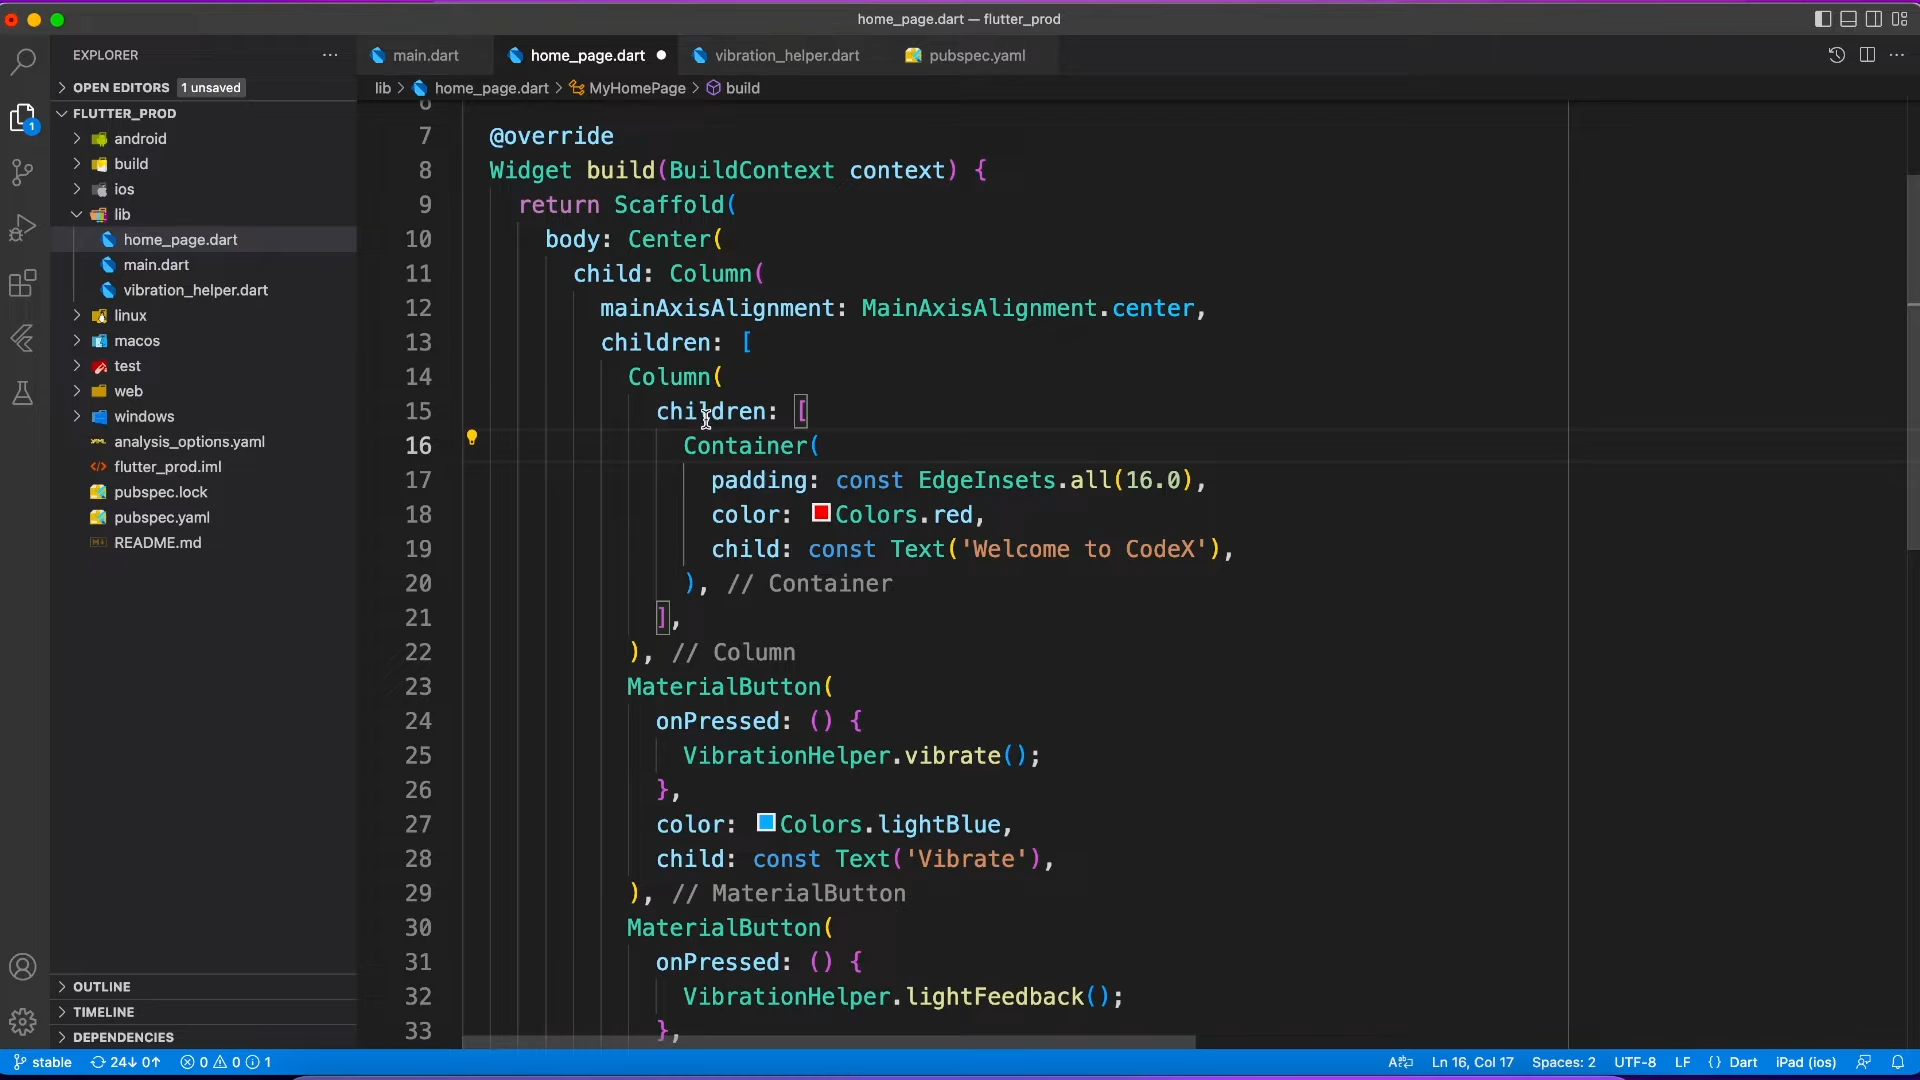 home_page.dart — flutter_prod
EXPLORER
main.dart
home_page.dart
vibration_helper.dart
pubspec.yaml
OPEN EDITORS 1 unsaved
lib > home_page.dart > MyHomePage > build
1
FLUTTER_PROD
android
build
ios
lib
home_page.dart
main.dart
vibration_helper.dart
linux
macos
test
web
windows
analysis_options.yaml
flutter_prod.iml
pubspec.lock
pubspec.yaml
README.md
OUTLINE
TIMELINE
DEPENDENCIES
6
7 @override
8 Widget build(BuildContext context) {
9 return Scaffold(
10 body: Center(
11 child: Column(
12 mainAxisAlignment: MainAxisAlignment.center,
13 children: [
14 Column(
15 children: [
16 Container(
17 padding: const EdgeInsets.all(16.0),
18 color: Colors.red,
19 child: const Text('Welcome to CodeX'),
20 ), // Container
21 ],
22 ), // Column
23 MaterialButton(
24 onPressed: () {
25 VibrationHelper.vibrate();
26 },
27 color: Colors.lightBlue,
28 child: const Text('Vibrate'),
29 ), // MaterialButton
30 MaterialButton(
31 onPressed: () {
32 VibrationHelper.lightFeedback();
33 },
stable 24↓ 0↑ 0 0 1 Ln 16, Col 17 Spaces: 2 UTF-8 LF {} Dart iPad (ios)